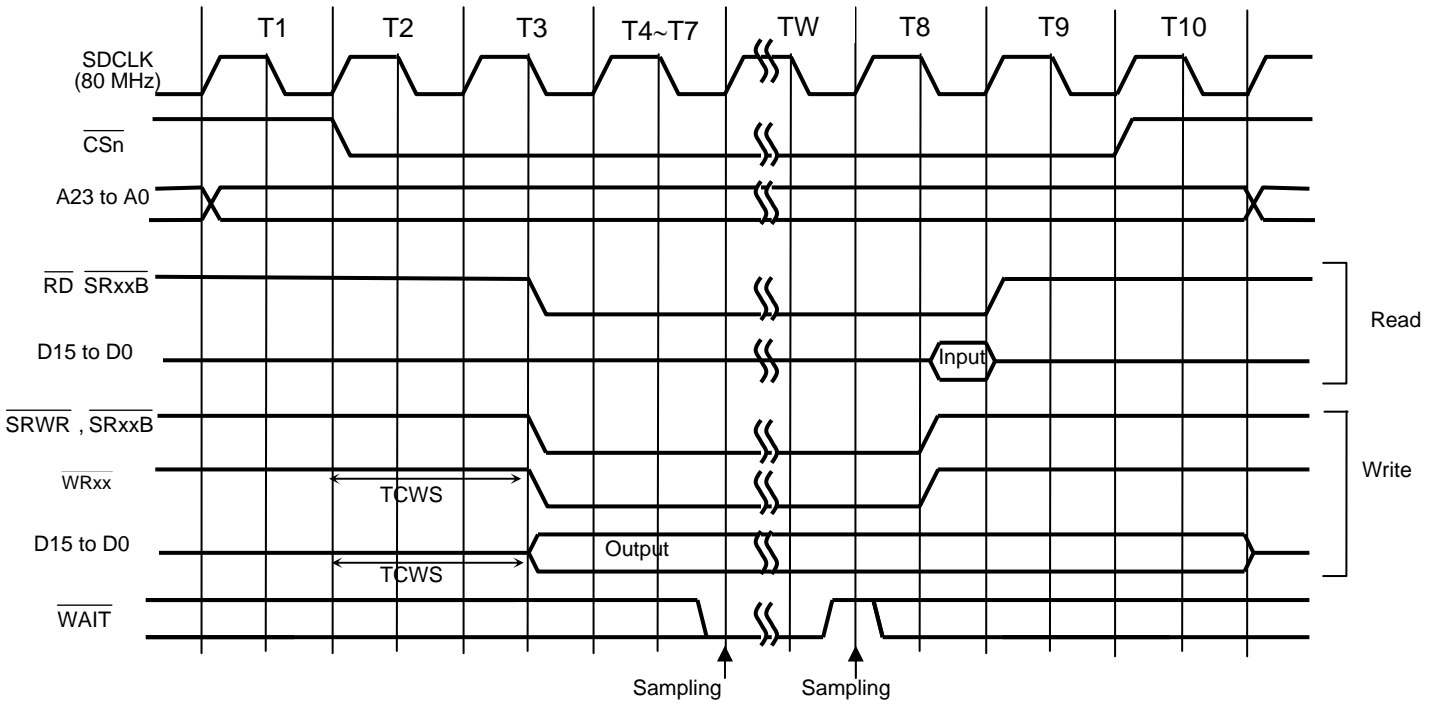 T1 T2 T3 T4~T7 TW T8 T9 T10
SDCLK
(80 MHz)
CSn
A23 to A0
RD SRxxB
Read
D15 to D0
Input
SRWR , SRxxB
WRxx
TCWS
Write
D15 to D0
Output
TCWS
WAIT
Sampling Sampling